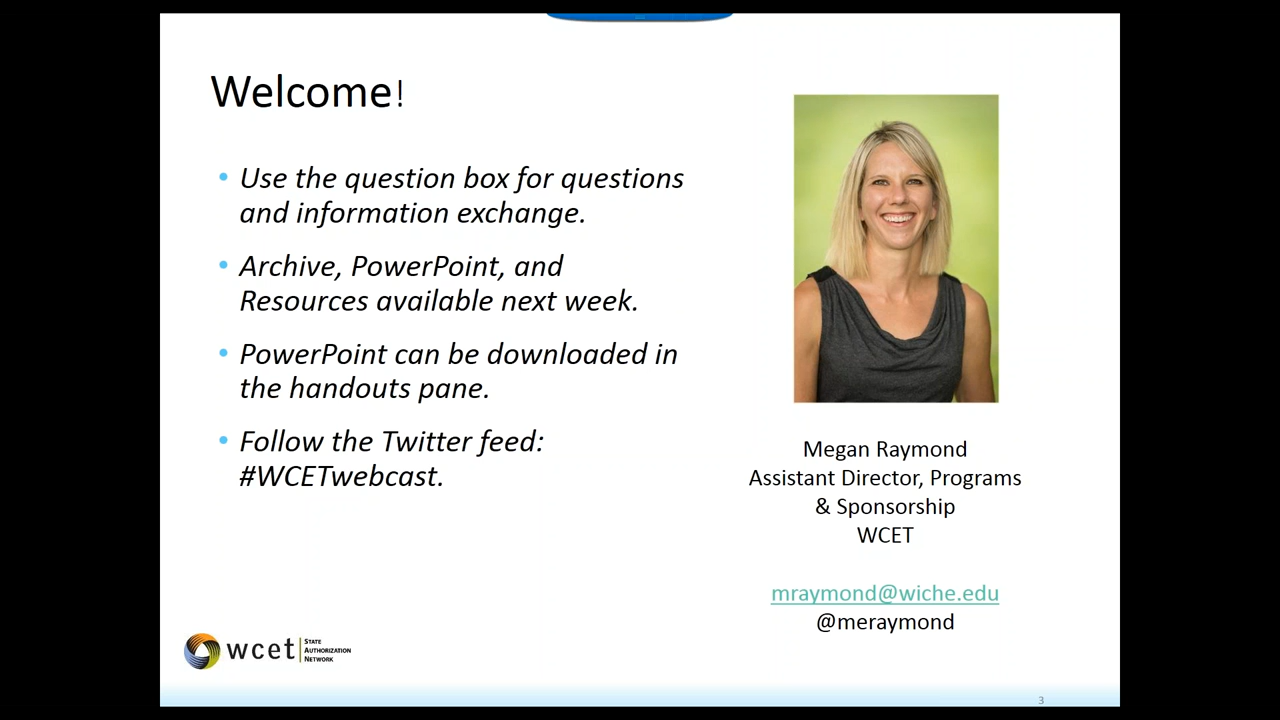 Welcome!
• Use the question box for questions
and information exchange.
• Archive, PowerPoint, and
Resources available next week.
• PowerPoint can be downloaded in
the handouts pane.
• Follow the Twitter feed:
#WCETwebcast.
Megan Raymond
Assistant Director, Programs
& Sponsorship
WCET
mraymond@wiche.edu
@meraymond
wcet
STATE
AUTHORIZATION
NETWORK
3